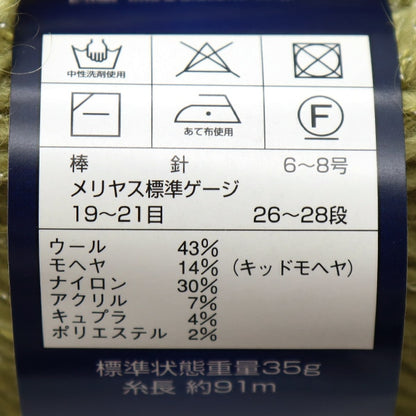 中性洗剤使用
あて布使用
F
棒 針 6~8号
メリヤス標準ゲージ
19~21目 26~28段
ウール 43%
モヘヤ 14% (キッドモヘヤ)
ナイロン 30%
アクリル 7%
キュプラ 4%
ポリエステル 2%
標準状態重量35g
糸長 約91m